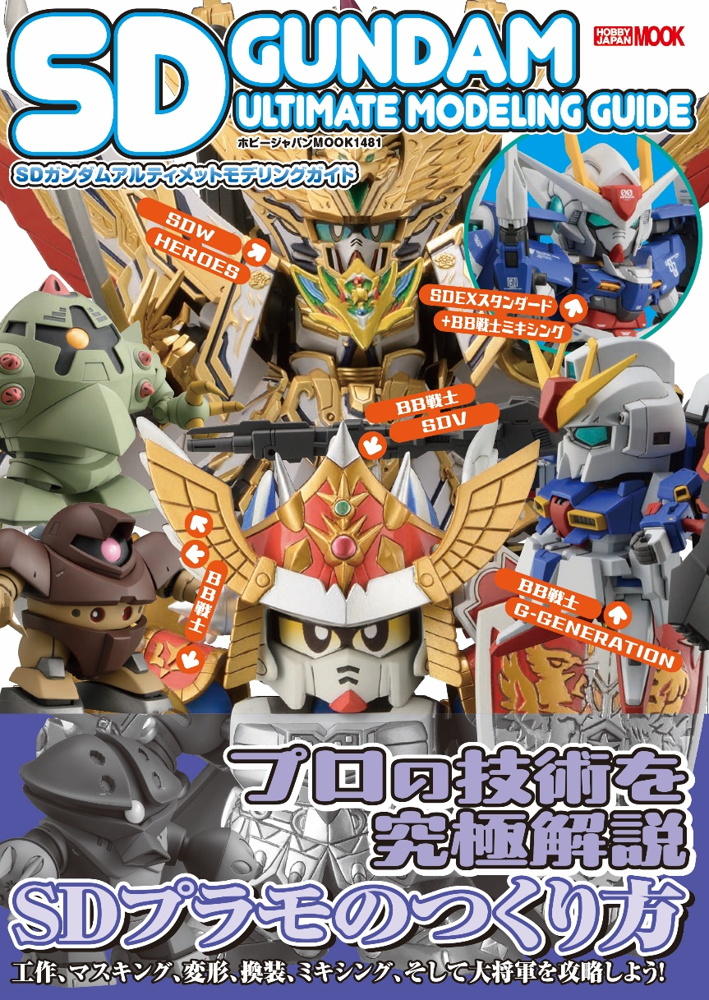 SD GUNDAM
ULTIMATE MODELING GUIDE
HOBBY
JAPAN MOOK
ホビージャパンMOOK1481
SDガンダムアルティメットモデリングガイド
SDW
HEROES
SDEXスタンダード
+BB戦士ミキシング
BB戦士
SDV
BB戦士
BB戦士
G-GENERATION
00
GN
プロの技術を
究極解説
SDプラモのつくり方
工作、マスキング、変形、換装、ミキシング、そして大将軍を攻略しよう!